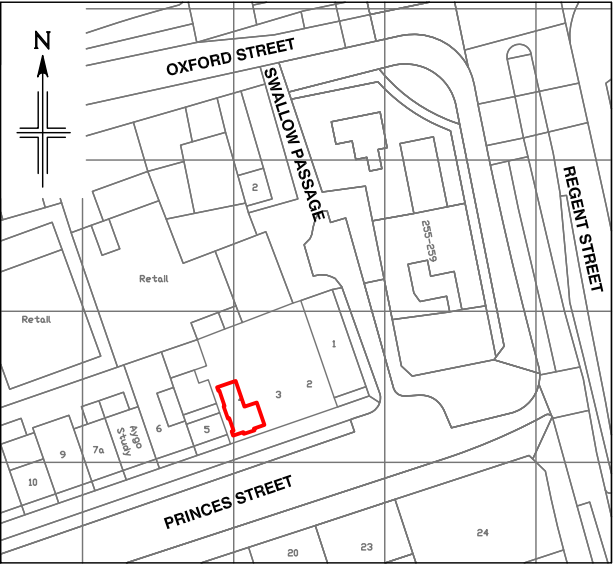 N
OXFORD STREET
SWALLOW PASSAGE
REGENT STREET
2
255-259
Retail
Retail
1
2
3
5
6
Aygo
Study
7a
9
10
PRINCES STREET
20
23
24